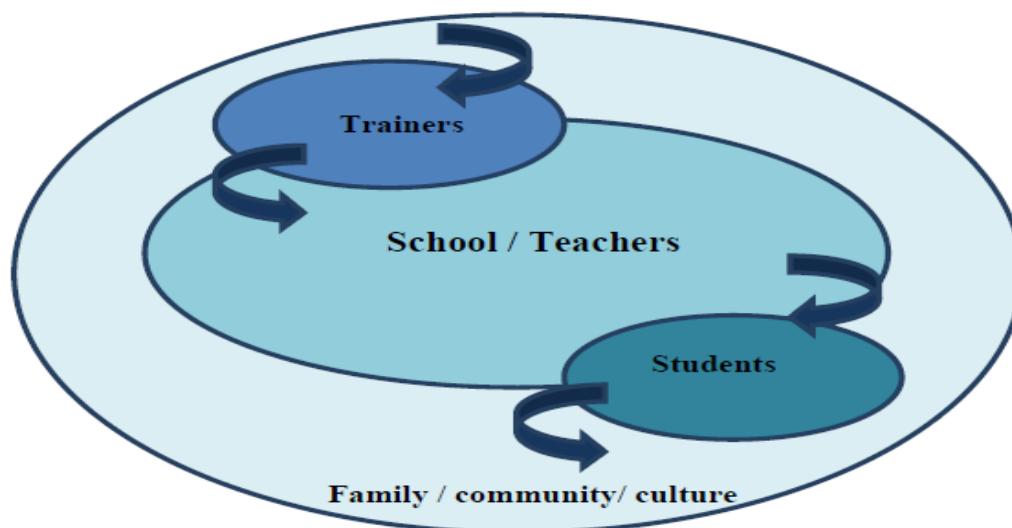 Trainers
School / Teachers
Students
Family / community/ culture